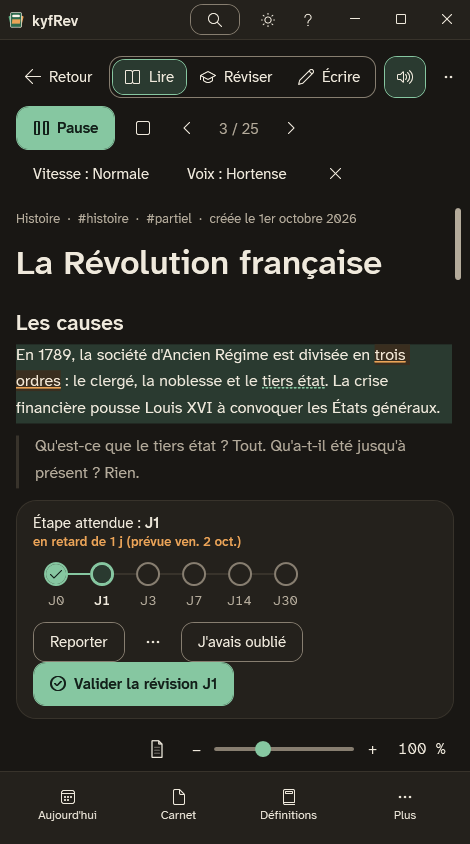 kyfRev
Retour
Lire
Réviser
Écrire
Pause
3 / 25
Vitesse : Normale
Voix : Hortense
Histoire · #histoire · #partiel · créée le 1er octobre 2026
La Révolution française
Les causes
En 1789, la société d'Ancien Régime est divisée en trois
ordres : le clergé, la noblesse et le tiers état. La crise
financière pousse Louis XVI à convoquer les États généraux.
Qu'est-ce que le tiers état ? Tout. Qu'a-t-il été jusqu'à
présent ? Rien.
Étape attendue : J1
en retard de 1 j (prévue ven. 2 oct.)
J0 J1 J3 J7 J14 J30
Reporter
J'avais oublié
Valider la révision J1
– + 100 %
Aujourd'hui
Carnet
Définitions
Plus